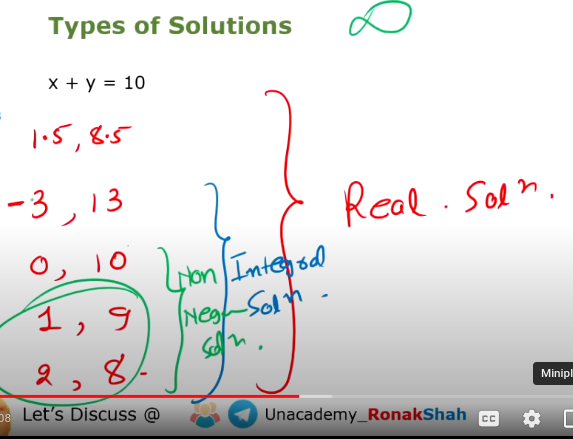 Types of Solutions ∞
x + y = 10
1.5, 8.5
-3, 13
Real. Solⁿ.
0, 10
Non
Integral
1, 9
Neg
Solⁿ.
2, 8.
Solⁿ.
Minipl
08 Let's Discuss @ Unacademy_RonakShah CC